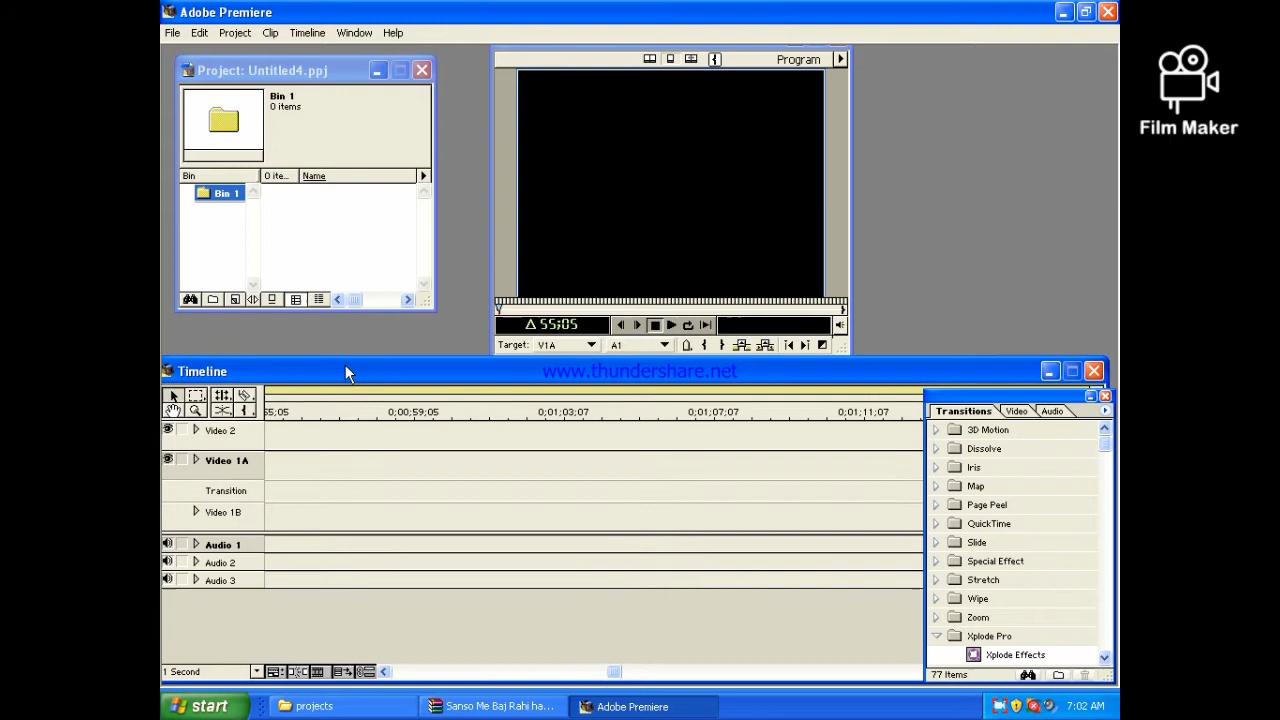 Adobe Premiere
File Edit Project Clip Timeline Window Help
Project: Untitled4.ppj
Bin 1
0 items
Bin 0 ite... Name
Bin 1
Program
55;05
Target: V1A A1
Timeline
www.thundershare.net
55;05 0;00;59;05 0;01;03;07 0;01;07;07 0;01;11;07
Video 2
Video 1A
Transition
Video 1B
Audio 1
Audio 2
Audio 3
1 Second
Transitions Video Audio
3D Motion
Dissolve
Iris
Map
Page Peel
QuickTime
Slide
Special Effect
Stretch
Wipe
Zoom
Xplode Pro
Xplode Effects
77 Items
start projects Sanso Me Baj Rahi ha... Adobe Premiere 7:02 AM
Film Maker